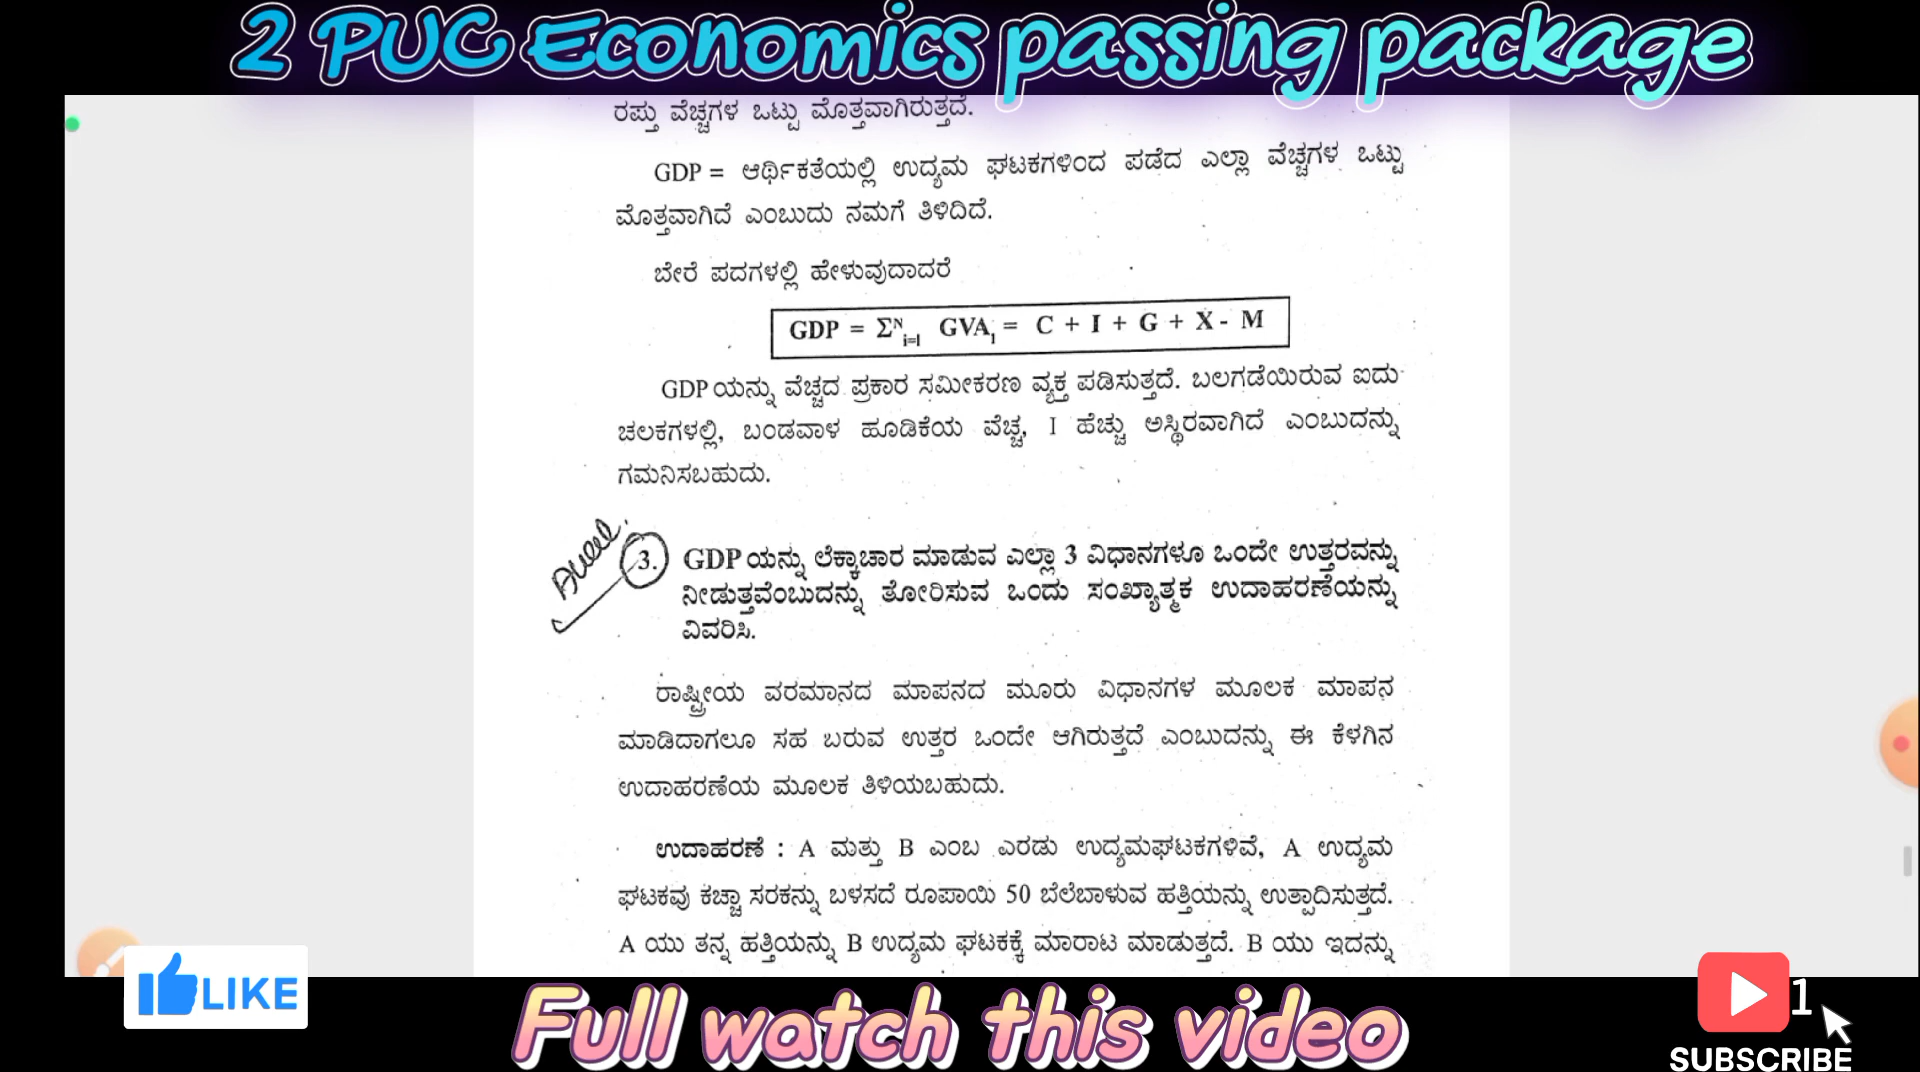 2 PUC Economics passing package
ರಫ್ತು ವೆಚ್ಚಗಳ ಒಟ್ಟು ಮೊತ್ತವಾಗಿರುತ್ತದೆ.
GDP = ಆರ್ಥಿಕತೆಯಲ್ಲಿ ಉದ್ಯಮ ಘಟಕಗಳಿಂದ ಪಡೆದ ಎಲ್ಲಾ ವೆಚ್ಚಗಳ ಒಟ್ಟು
ಮೊತ್ತವಾಗಿದೆ ಎಂಬುದು ನಮಗೆ ತಿಳಿದಿದೆ.
ಬೇರೆ ಪದಗಳಲ್ಲಿ ಹೇಳುವುದಾದರೆ
GDP = Σᴺᵢ₌₁ GVAᵢ = C + I + G + X - M
GDP ಯನ್ನು ವೆಚ್ಚದ ಪ್ರಕಾರ ಸಮೀಕರಣ ವ್ಯಕ್ತ ಪಡಿಸುತ್ತದೆ. ಬಲಗಡೆಯಿರುವ ಐದು
ಚಲಕಗಳಲ್ಲಿ, ಬಂಡವಾಳ ಹೂಡಿಕೆಯ ವೆಚ್ಚ, I ಹೆಚ್ಚು ಅಸ್ಥಿರವಾಗಿದೆ ಎಂಬುದನ್ನು
ಗಮನಿಸಬಹುದು.
3. GDP ಯನ್ನು ಲೆಕ್ಕಾಚಾರ ಮಾಡುವ ಎಲ್ಲಾ 3 ವಿಧಾನಗಳೂ ಒಂದೇ ಉತ್ತರವನ್ನು
ನೀಡುತ್ತವೆಂಬುದನ್ನು ತೋರಿಸುವ ಒಂದು ಸಂಖ್ಯಾತ್ಮಕ ಉದಾಹರಣೆಯನ್ನು
ವಿವರಿಸಿ.
ರಾಷ್ಟ್ರೀಯ ವರಮಾನದ ಮಾಪನದ ಮೂರು ವಿಧಾನಗಳ ಮೂಲಕ ಮಾಪನ
ಮಾಡಿದಾಗಲೂ ಸಹ ಬರುವ ಉತ್ತರ ಒಂದೇ ಆಗಿರುತ್ತದೆ ಎಂಬುದನ್ನು ಈ ಕೆಳಗಿನ
ಉದಾಹರಣೆಯ ಮೂಲಕ ತಿಳಿಯಬಹುದು.
ಉದಾಹರಣೆ : A ಮತ್ತು B ಎಂಬ ಎರಡು ಉದ್ಯಮಘಟಕಗಳಿವೆ, A ಉದ್ಯಮ
ಘಟಕವು ಕಚ್ಚಾ ಸರಕನ್ನು ಬಳಸದೆ ರೂಪಾಯಿ 50 ಬೆಲೆಬಾಳುವ ಹತ್ತಿಯನ್ನು ಉತ್ಪಾದಿಸುತ್ತದೆ.
A ಯು ತನ್ನ ಹತ್ತಿಯನ್ನು B ಉದ್ಯಮ ಘಟಕಕ್ಕೆ ಮಾರಾಟ ಮಾಡುತ್ತದೆ. B ಯು ಇದನ್ನು
LIKE
Full watch this video
1
SUBSCRIBE